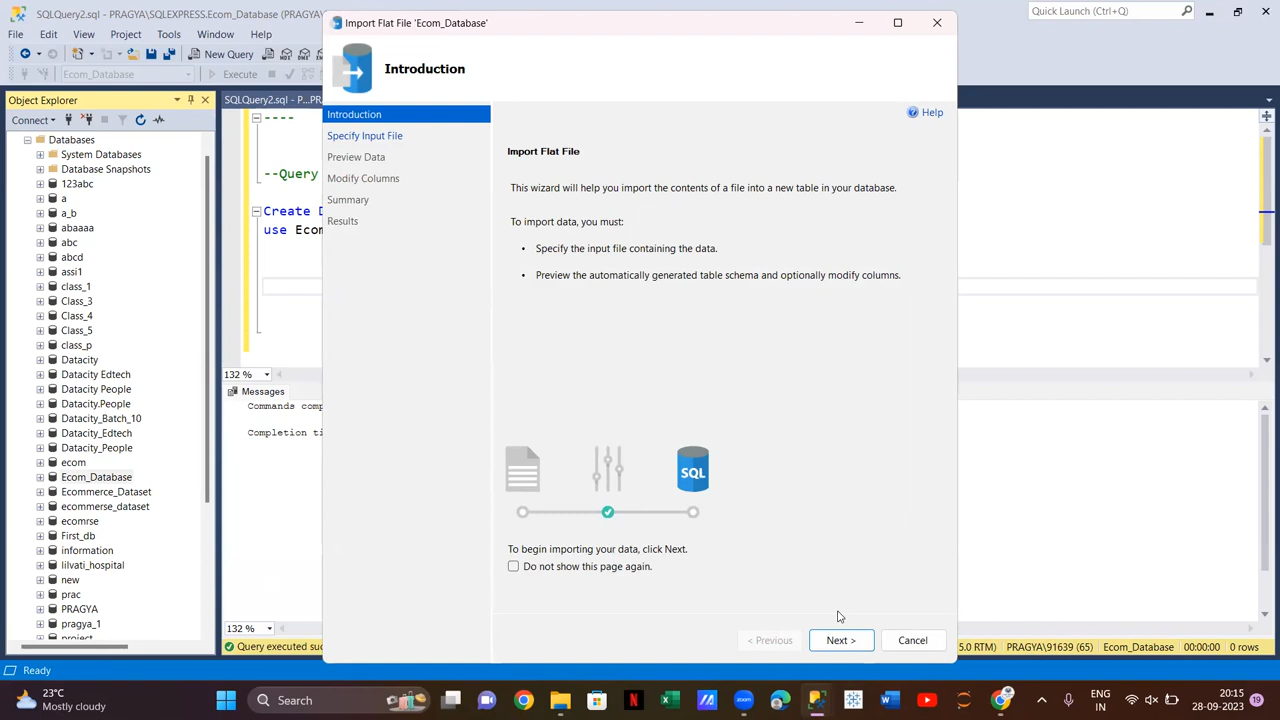 SQLQuery2.sql - PRAGYA\SQLEXPRESS.Ecom_Database (PRAGYA
Import Flat File 'Ecom_Database'
Quick Launch (Ctrl+Q)
File Edit View Project Tools Window Help
New Query
Ecom_Database
Execute
Introduction
Object Explorer
SQLQuery2.sql - P...P
Connect
Databases
System Databases
Database Snapshots
123abc
a
a_b
abaaaa
abc
abcd
assi1
class_1
Class_3
Class_4
Class_5
class_p
Datacity
Datacity Edtech
Datacity People
Datacity.People
Datacity_Batch_10
Datacity_Edtech
Datacity_People
ecom
Ecom_Database
Ecommerce_Dataset
ecommerse_dataset
ecomrse
First_db
information
lilvati_hospital
new
prac
PRAGYA
pragya_1
project
----
--Query
Create D
use Econ
132 %
Messages
Commands comp
Completion ti
132 %
Query executed suc
Introduction
Specify Input File
Preview Data
Modify Columns
Summary
Results
Help
Import Flat File
This wizard will help you import the contents of a file into a new table in your database.
To import data, you must:
• Specify the input file containing the data.
• Preview the automatically generated table schema and optionally modify columns.
SQL
To begin importing your data, click Next.
Do not show this page again.
< Previous
Next >
Cancel
5.0 RTM) PRAGYA\91639 (61) Ecom_Database 00:00:00 0 rows
Ready
23°C
Mostly cloudy
Search
zoom
ENG
IN
20:15
28-09-2023
19